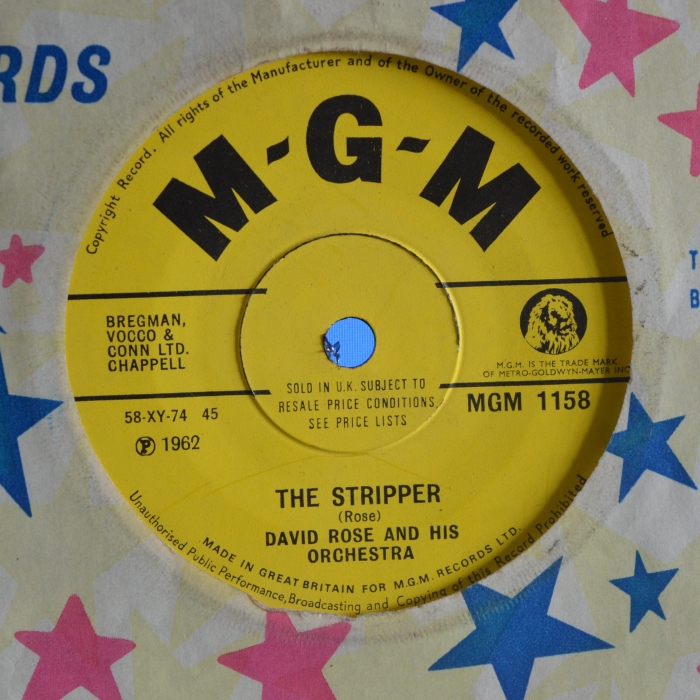 RDS
Copyright Record. All rights of the Manufacturer and of the Owner of the recorded work reserved
M-G-M
BREGMAN,
VOCCO &
CONN LTD.
CHAPPELL
M.G.M. IS THE TRADE MARK
OF METRO-GOLDWYN-MAYER INC
SOLD IN U.K. SUBJECT TO
RESALE PRICE CONDITIONS,
SEE PRICE LISTS
58-XY-74 45
MGM 1158
Ⓟ 1962
THE STRIPPER
(Rose)
DAVID ROSE AND HIS
ORCHESTRA
MADE IN GREAT BRITAIN FOR M.G.M. RECORDS LTD.
Unauthorised Public Performance, Broadcasting and Copying of this Record Prohibited
T
B